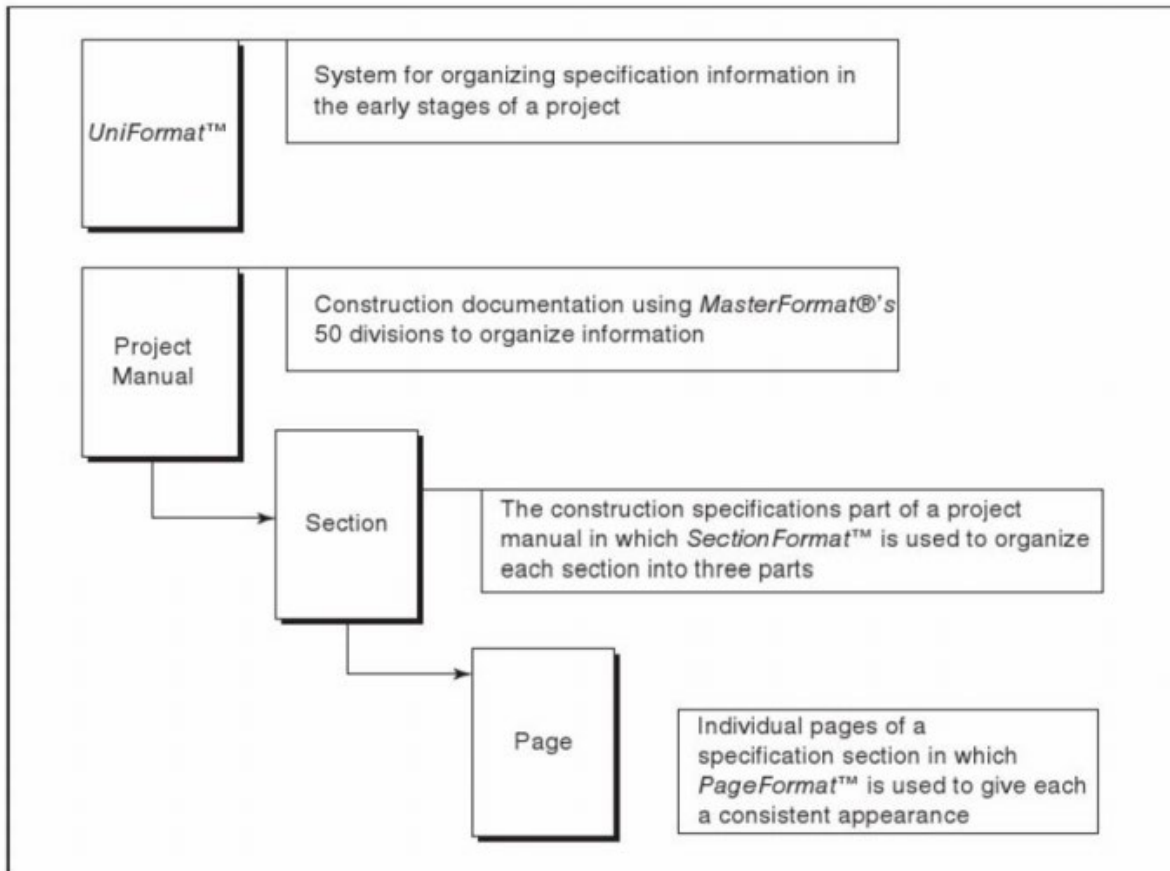 UniFormat™
System for organizing specification information in
the early stages of a project
Project
Manual
Construction documentation using MasterFormat®'s
50 divisions to organize information
Section
The construction specifications part of a project
manual in which SectionFormat™ is used to organize
each section into three parts
Page
Individual pages of a
specification section in which
PageFormat™ is used to give each
a consistent appearance